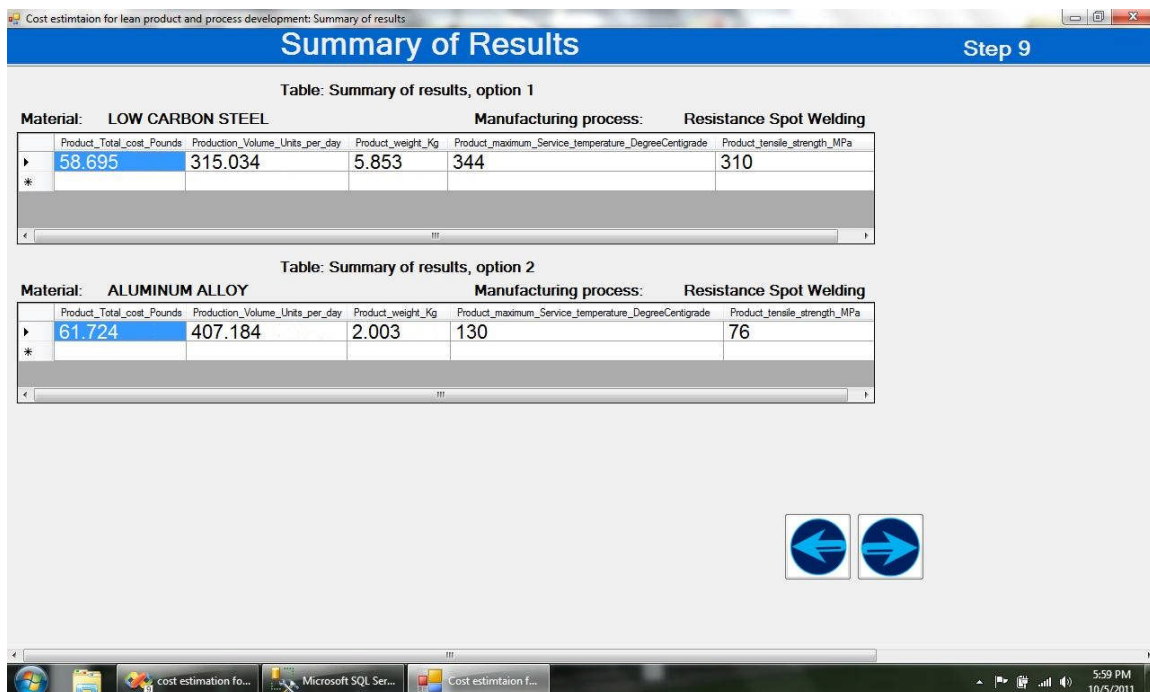 Cost estimtaion for lean product and process development: Summary of results
Summary of Results Step 9
Table: Summary of results, option 1
Material: LOW CARBON STEEL Manufacturing process: Resistance Spot Welding
Product_Total_cost_Pounds Production_Volume_Units_per_day Product_weight_Kg Product_maximum_Service_temperature_DegreeCentigrade Product_tensile_strength_MPa
58.695 315.034 5.853 344 310
Table: Summary of results, option 2
Material: ALUMINUM ALLOY Manufacturing process: Resistance Spot Welding
Product_Total_cost_Pounds Production_Volume_Units_per_day Product_weight_Kg Product_maximum_Service_temperature_DegreeCentigrade Product_tensile_strength_MPa
61.724 407.184 2.003 130 76
cost estimation fo... Microsoft SQL Ser... Cost estimtaion f... 5:59 PM
10/5/2011